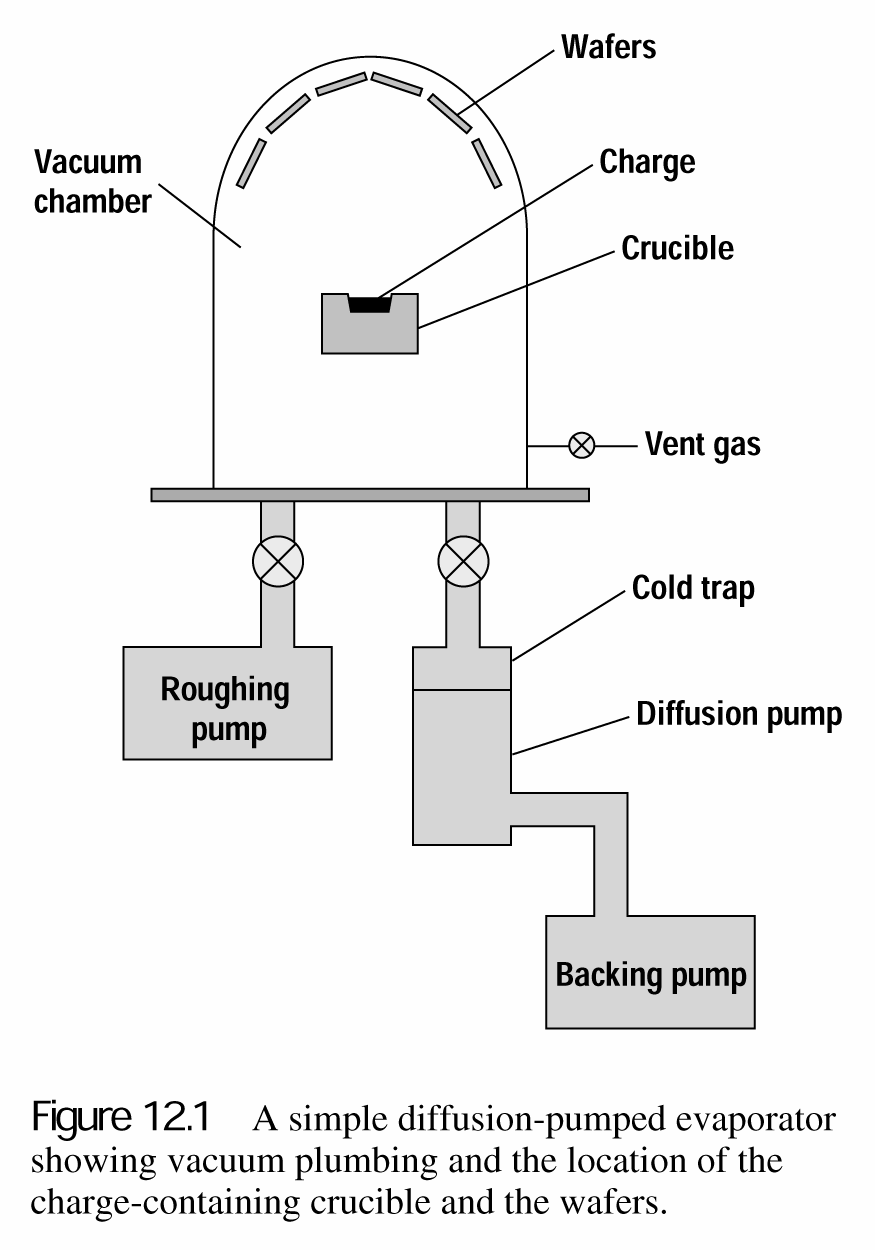 Wafers
Vacuum
chamber
Charge
Crucible
Vent gas
Cold trap
Roughing
pump
Diffusion pump
Backing pump
Figure 12.1 A simple diffusion-pumped evaporator
showing vacuum plumbing and the location of the
charge-containing crucible and the wafers.